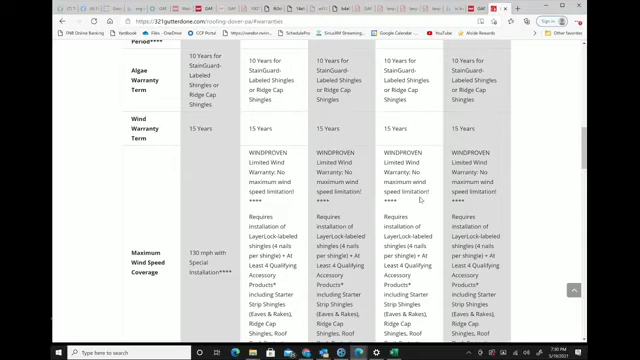 https://321gutterdone.com/roofing-dover-pa/#warranties
Sign in
FNB Online Banking
Yahoo Files
OneDrive
CCF Portal
https://vendor.nwin...
SchedulePro
SiriusXM Streaming...
Google Calendar...
PayPal
YouTube
Alside Rewards
Other favorites
Period****
Algae
Warranty
Term
10 Years for
StainGuard-
Labeled
Shingles or
Ridge Cap
Shingles
10 Years for
StainGuard-
Labeled Shingles
or Ridge Cap
Shingles
10 Years for
StainGuard-
Labeled Shingles
or Ridge Cap
Shingles
10 Years for
StainGuard-
Labeled Shingles
or Ridge Cap
Shingles
10 Years for
StainGuard-
Labeled Shingles
or Ridge Cap
Shingles
Wind
Warranty
Term
15 Years
15 Years
15 Years
15 Years
15 Years
Maximum
Wind Speed
Coverage
130 mph with
Special
Installation****
WINDPROVEN
Limited Wind
Warranty: No
maximum wind
speed limitation!
****
Requires
installation of
LayerLock-labeled
shingles (4 nails
per shingle) + At
Least 4 Qualifying
Accessory
Products*
including Starter
Strip Shingles
(Eaves & Rakes),
Ridge Cap
Shingles, Roof
WINDPROVEN
Limited Wind
Warranty: No
maximum wind
speed limitation!
****
Requires
installation of
LayerLock-labeled
shingles (4 nails
per shingle) + At
Least 4 Qualifying
Accessory
Products*
including Starter
Strip Shingles
(Eaves & Rakes),
Ridge Cap
Shingles, Roof
WINDPROVEN
Limited Wind
Warranty: No
maximum wind
speed limitation!
****
Requires
installation of
LayerLock-labeled
shingles (4 nails
per shingle) + At
Least 4 Qualifying
Accessory
Products*
including Starter
Strip Shingles
(Eaves & Rakes),
Ridge Cap
Shingles, Roof
WINDPROVEN
Limited Wind
Warranty: No
maximum wind
speed limitation!
****
Requires
installation of
LayerLock-labeled
shingles (4 nails
per shingle) + At
Least 4 Qualifying
Accessory
Products*
including Starter
Strip Shingles
(Eaves & Rakes),
Ridge Cap
Shingles, Roof
Type here to search
7:30 PM
5/19/2021